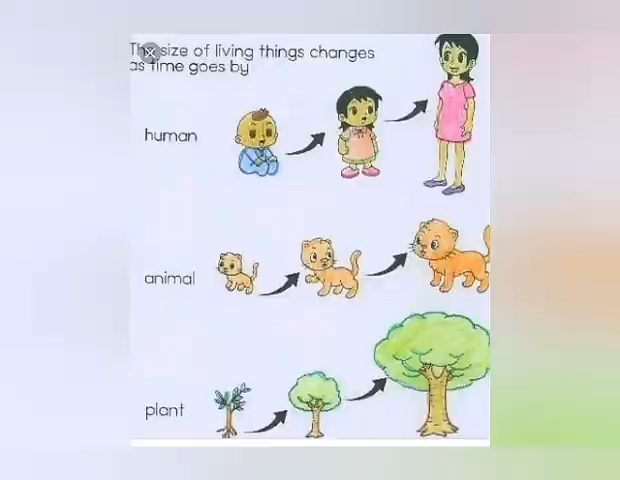 The size of living things changes
as time goes by
human
animal
plant